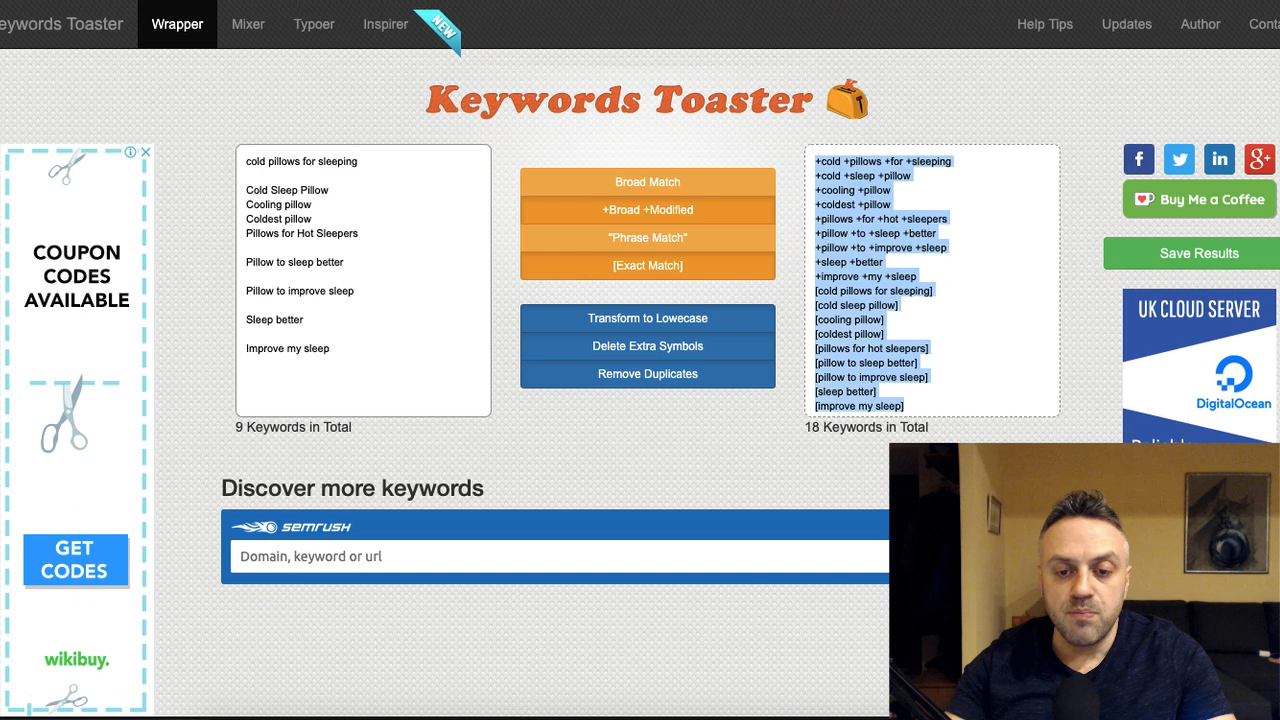 eywords Toaster
Wrapper
Mixer
Typoer
Inspirer
NEW
Help Tips
Updates
Author
Conta
Keywords Toaster
COUPON
CODES
AVAILABLE
GET
CODES
wikibuy.
cold pillows for sleeping
Cold Sleep Pillow
Cooling pillow
Coldest pillow
Pillows for Hot Sleepers
Pillow to sleep better
Pillow to improve sleep
Sleep better
Improve my sleep
9 Keywords in Total
Broad Match
+Broad +Modified
"Phrase Match"
[Exact Match]
Transform to Lowecase
Delete Extra Symbols
Remove Duplicates
+cold +pillows +for +sleeping
+cold +sleep +pillow
+cooling +pillow
+coldest +pillow
+pillows +for +hot +sleepers
+pillow +to +sleep +better
+pillow +to +improve +sleep
+sleep +better
+improve +my +sleep
[cold pillows for sleeping]
[cold sleep pillow]
[cooling pillow]
[coldest pillow]
[pillows for hot sleepers]
[pillow to sleep better]
[pillow to improve sleep]
[sleep better]
[improve my sleep]
18 Keywords in Total
Buy Me a Coffee
Save Results
UK CLOUD SERVER
DigitalOcean
Discover more keywords
SEMRUSH
Domain, keyword or url